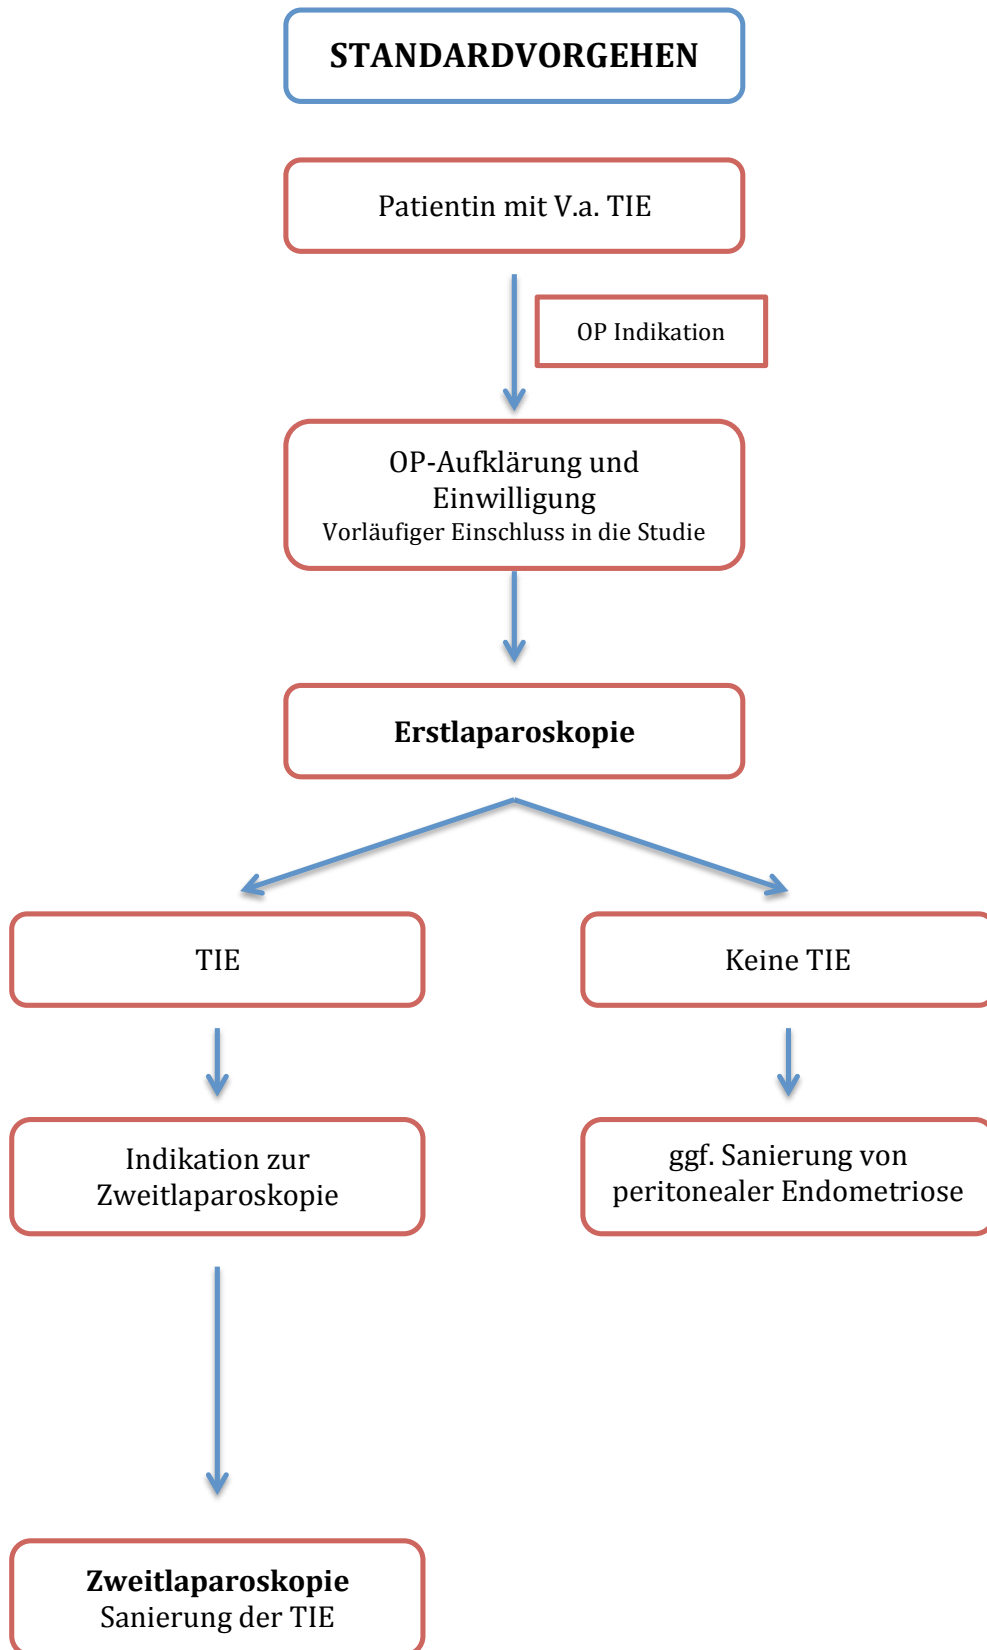 STANDARDVORGEHEN
Patientin mit V.a. TIE
OP Indikation
OP-Aufklärung und
Einwilligung
Vorläufiger Einschluss in die Studie
Erstlaparoskopie
TIE
Keine TIE
Indikation zur
Zweitlaparoskopie
ggf. Sanierung von
peritonealer Endometriose
Zweitlaparoskopie
Sanierung der TIE